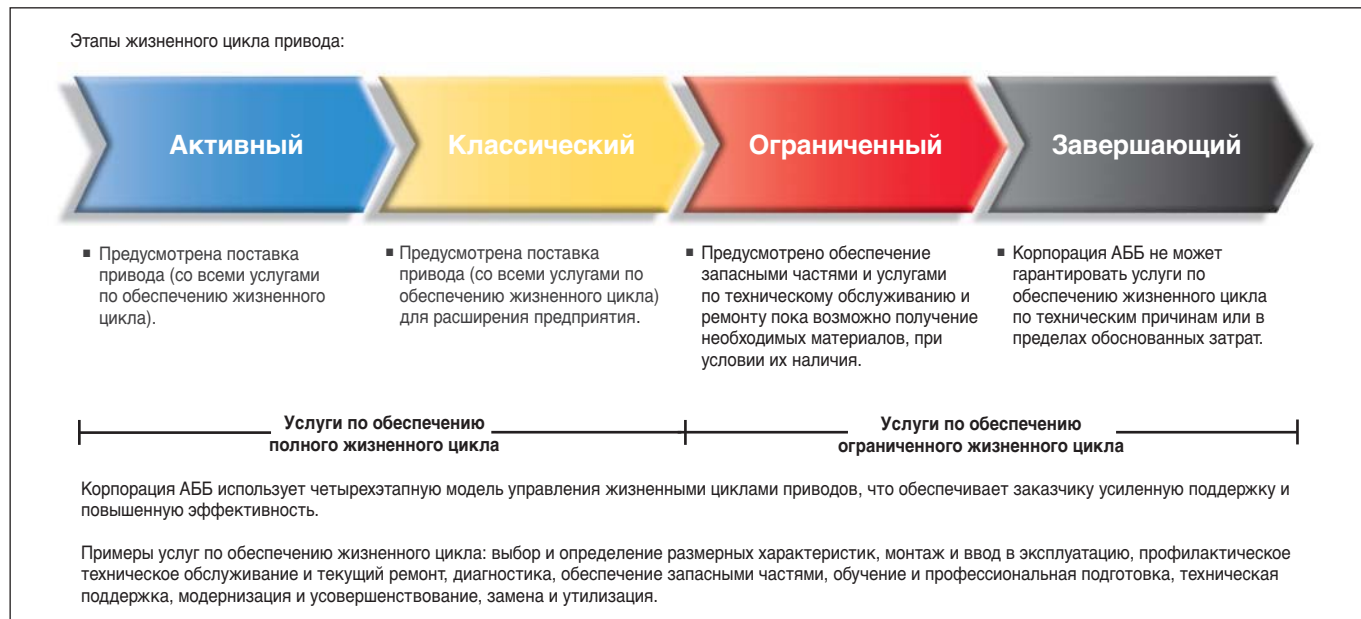 Этапы жизненного цикла привода:
Активный
Классический
Ограниченный
Завершающий
▪ Предусмотрена поставка
привода (со всеми услугами
по обеспечению жизненного
цикла).
▪ Предусмотрена поставка
привода (со всеми услугами по
обеспечению жизненного цикла)
для расширения предприятия.
▪ Предусмотрено обеспечение
запасными частями и услугами
по техническому обслуживанию и
ремонту пока возможно получение
необходимых материалов, при
условии их наличия.
▪ Корпорация АББ не может
гарантировать услуги по
обеспечению жизненного цикла
по техническим причинам или в
пределах обоснованных затрат.
Услуги по обеспечению
полного жизненного цикла
Услуги по обеспечению
ограниченного жизненного цикла
Корпорация АББ использует четырехэтапную модель управления жизненными циклами приводов, что обеспечивает заказчику усиленную поддержку и
повышенную эффективность.
Примеры услуг по обеспечению жизненного цикла: выбор и определение размерных характеристик, монтаж и ввод в эксплуатацию, профилактическое
техническое обслуживание и текущий ремонт, диагностика, обеспечение запасными частями, обучение и профессиональная подготовка, техническая
поддержка, модернизация и усовершенствование, замена и утилизация.